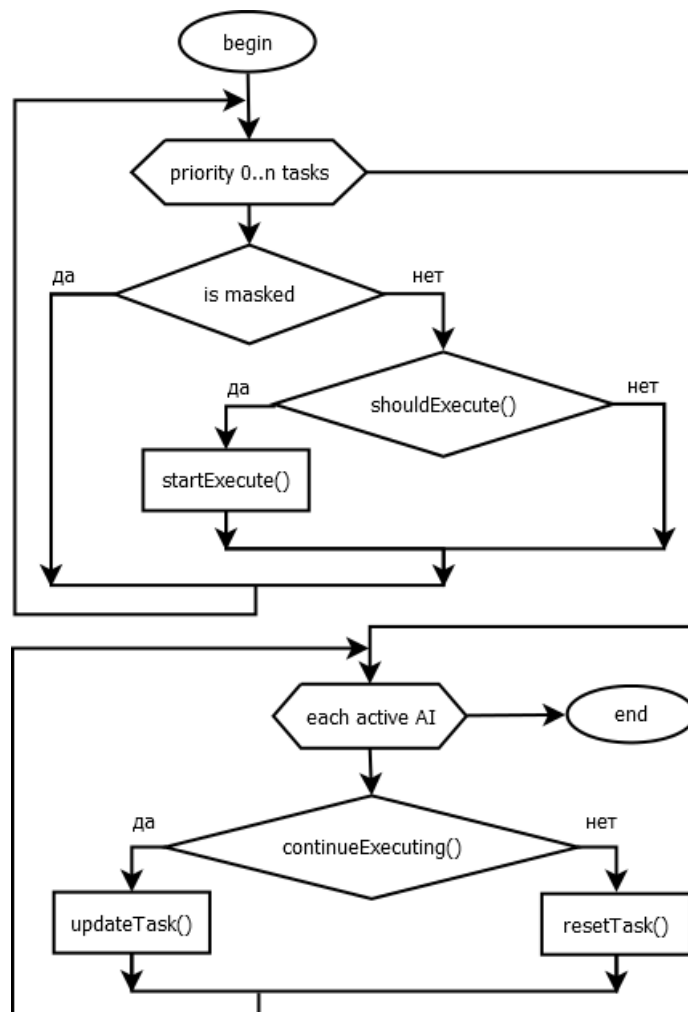 begin
priority 0..n tasks
да
is masked
нет
да
shouldExecute()
нет
startExecute()
each active AI
end
да
continueExecuting()
нет
updateTask()
resetTask()